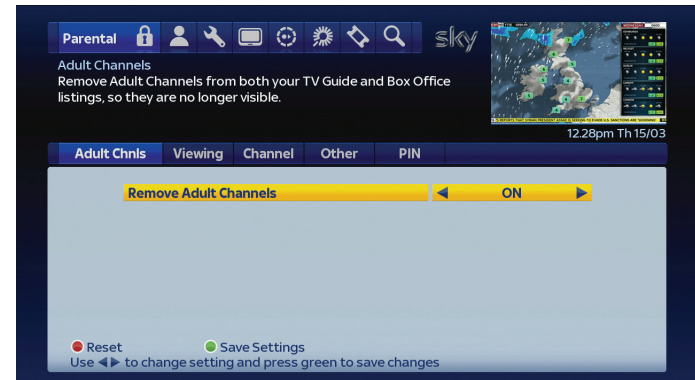 Parental
sky
Adult Channels
Remove Adult Channels from both your TV Guide and Box Office
listings, so they are no longer visible.
12.28pm Th 15/03
Adult Chnls Viewing Channel Other PIN
Remove Adult Channels ON
Reset Save Settings
Use ◀▶ to change setting and press green to save changes